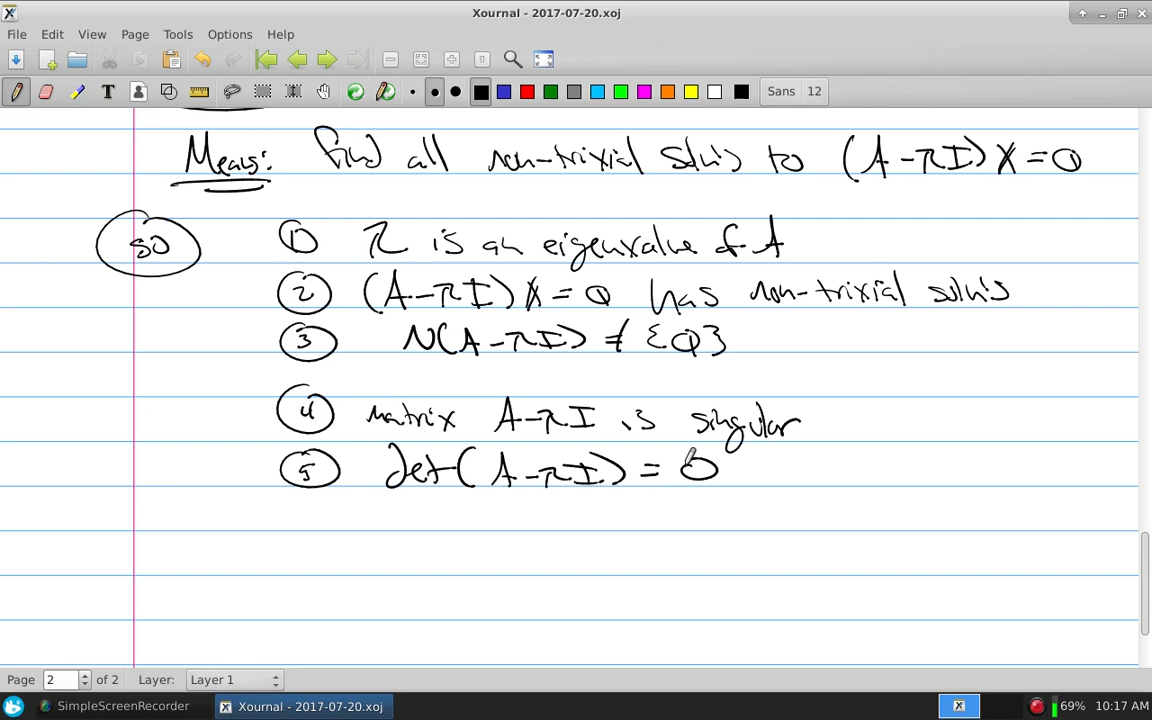 Xournal - 2017-07-20.xoj
File Edit View Page Tools Options Help
Sans 12
Means: Find all non-trivial sol'ns to (A-λI)X=0
SO
① λ is an eigenvalue of A
② (A-λI)X=0 has non-trivial sol'ns
③ N(A-λI) ≠ {0}
④ matrix A-λI is singular
⑤ det(A-λI) = 0
Page 2 of 2 Layer: Layer 1
SimpleScreenRecorder Xournal - 2017-07-20.xoj 69% 10:17 AM